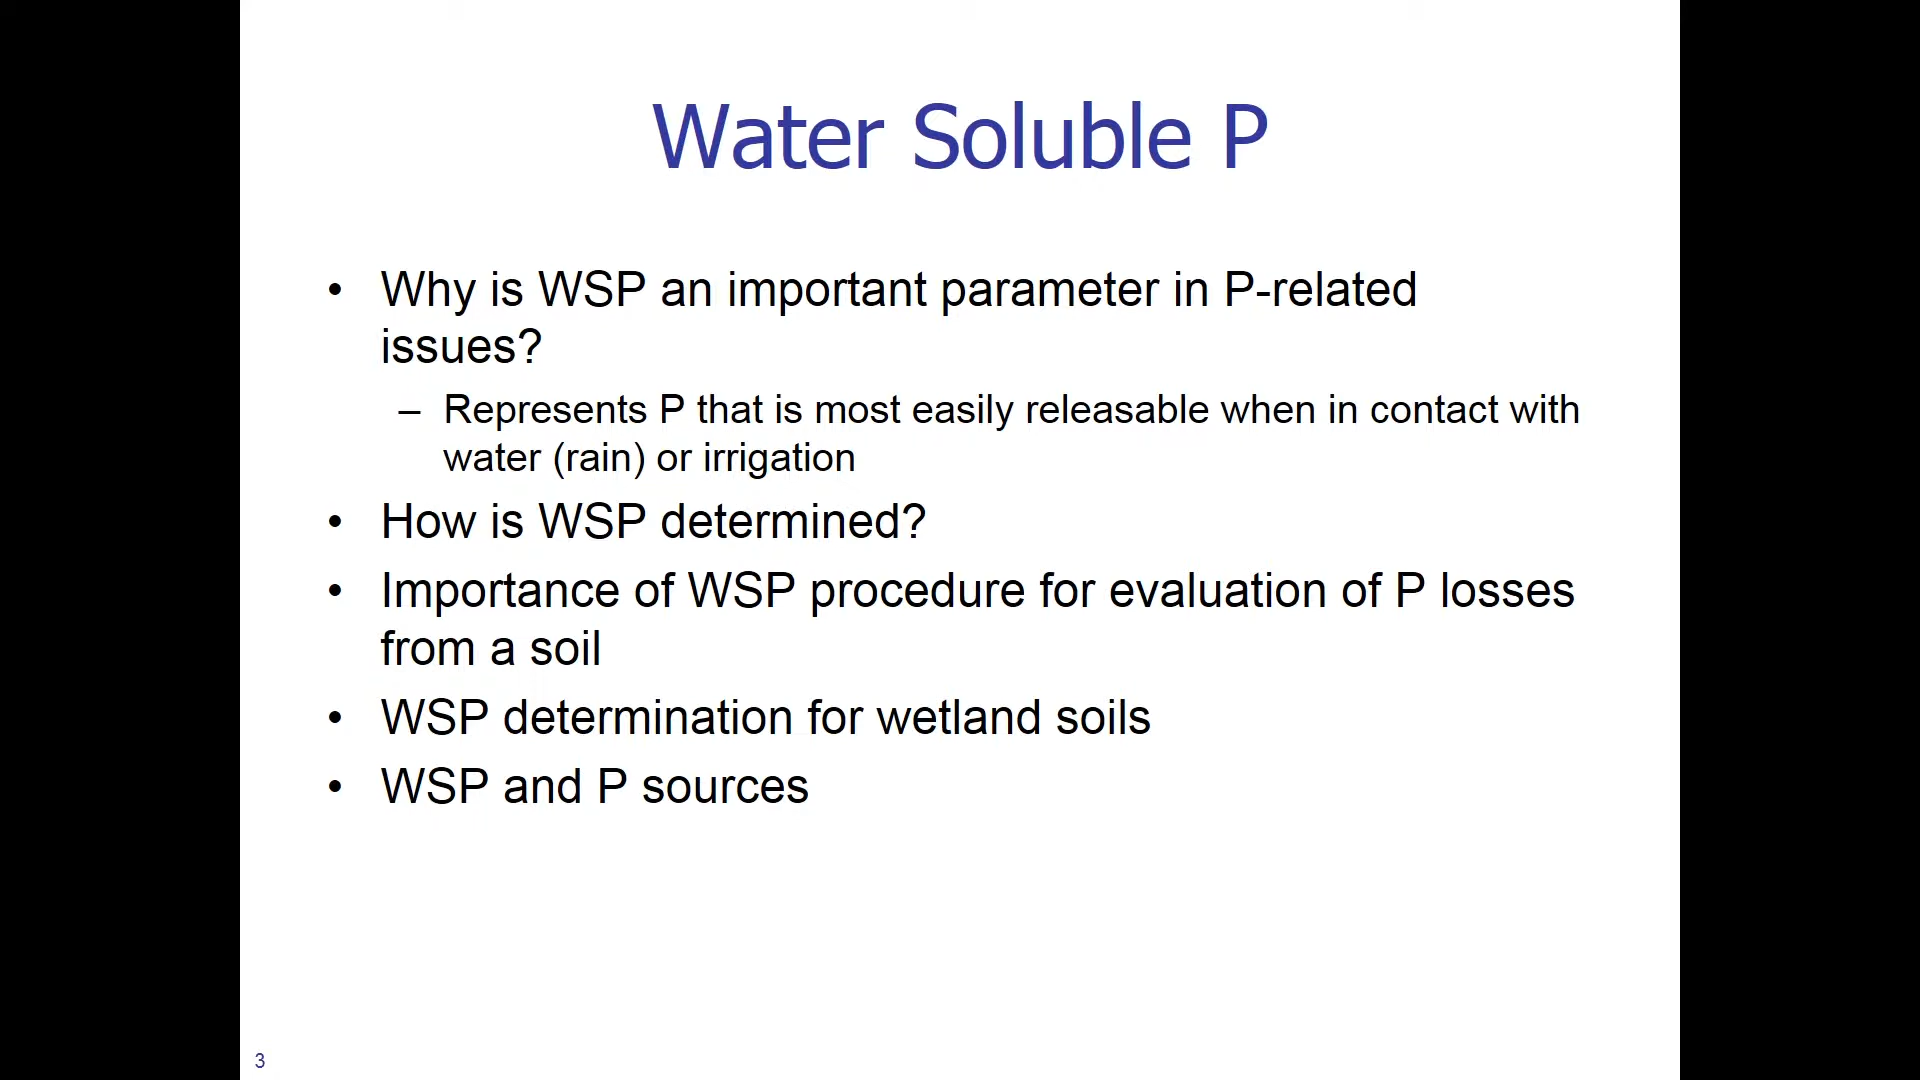 Water Soluble P
• Why is WSP an important parameter in P-related
issues?
– Represents P that is most easily releasable when in contact with
water (rain) or irrigation
• How is WSP determined?
• Importance of WSP procedure for evaluation of P losses
from a soil
• WSP determination for wetland soils
• WSP and P sources
3